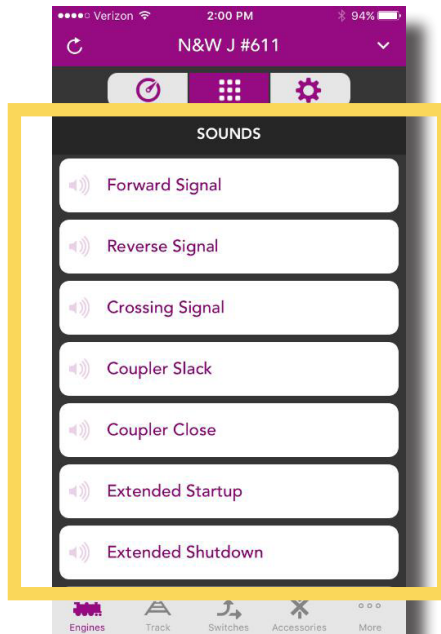 Verizon 2:00 PM 94%
N&W J #611
SOUNDS
Forward Signal
Reverse Signal
Crossing Signal
Coupler Slack
Coupler Close
Extended Startup
Extended Shutdown
Engines Track Switches Accessories More